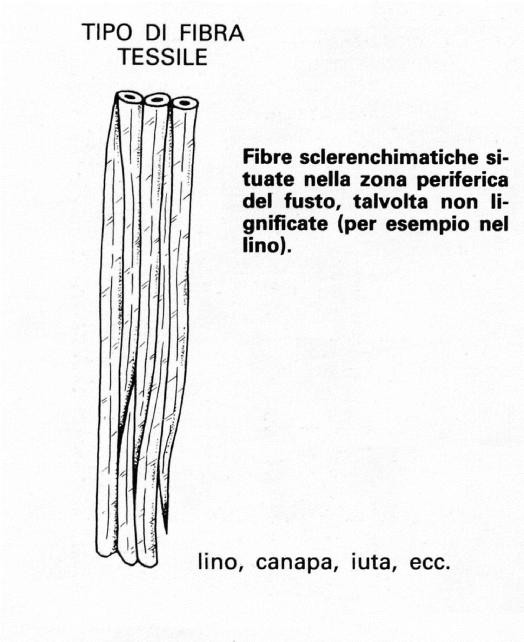 TIPO DI FIBRA
TESSILE
Fibre sclerenchimatiche si-
tuate nella zona periferica
del fusto, talvolta non li-
gnificate (per esempio nel
lino).
lino, canapa, iuta, ecc.